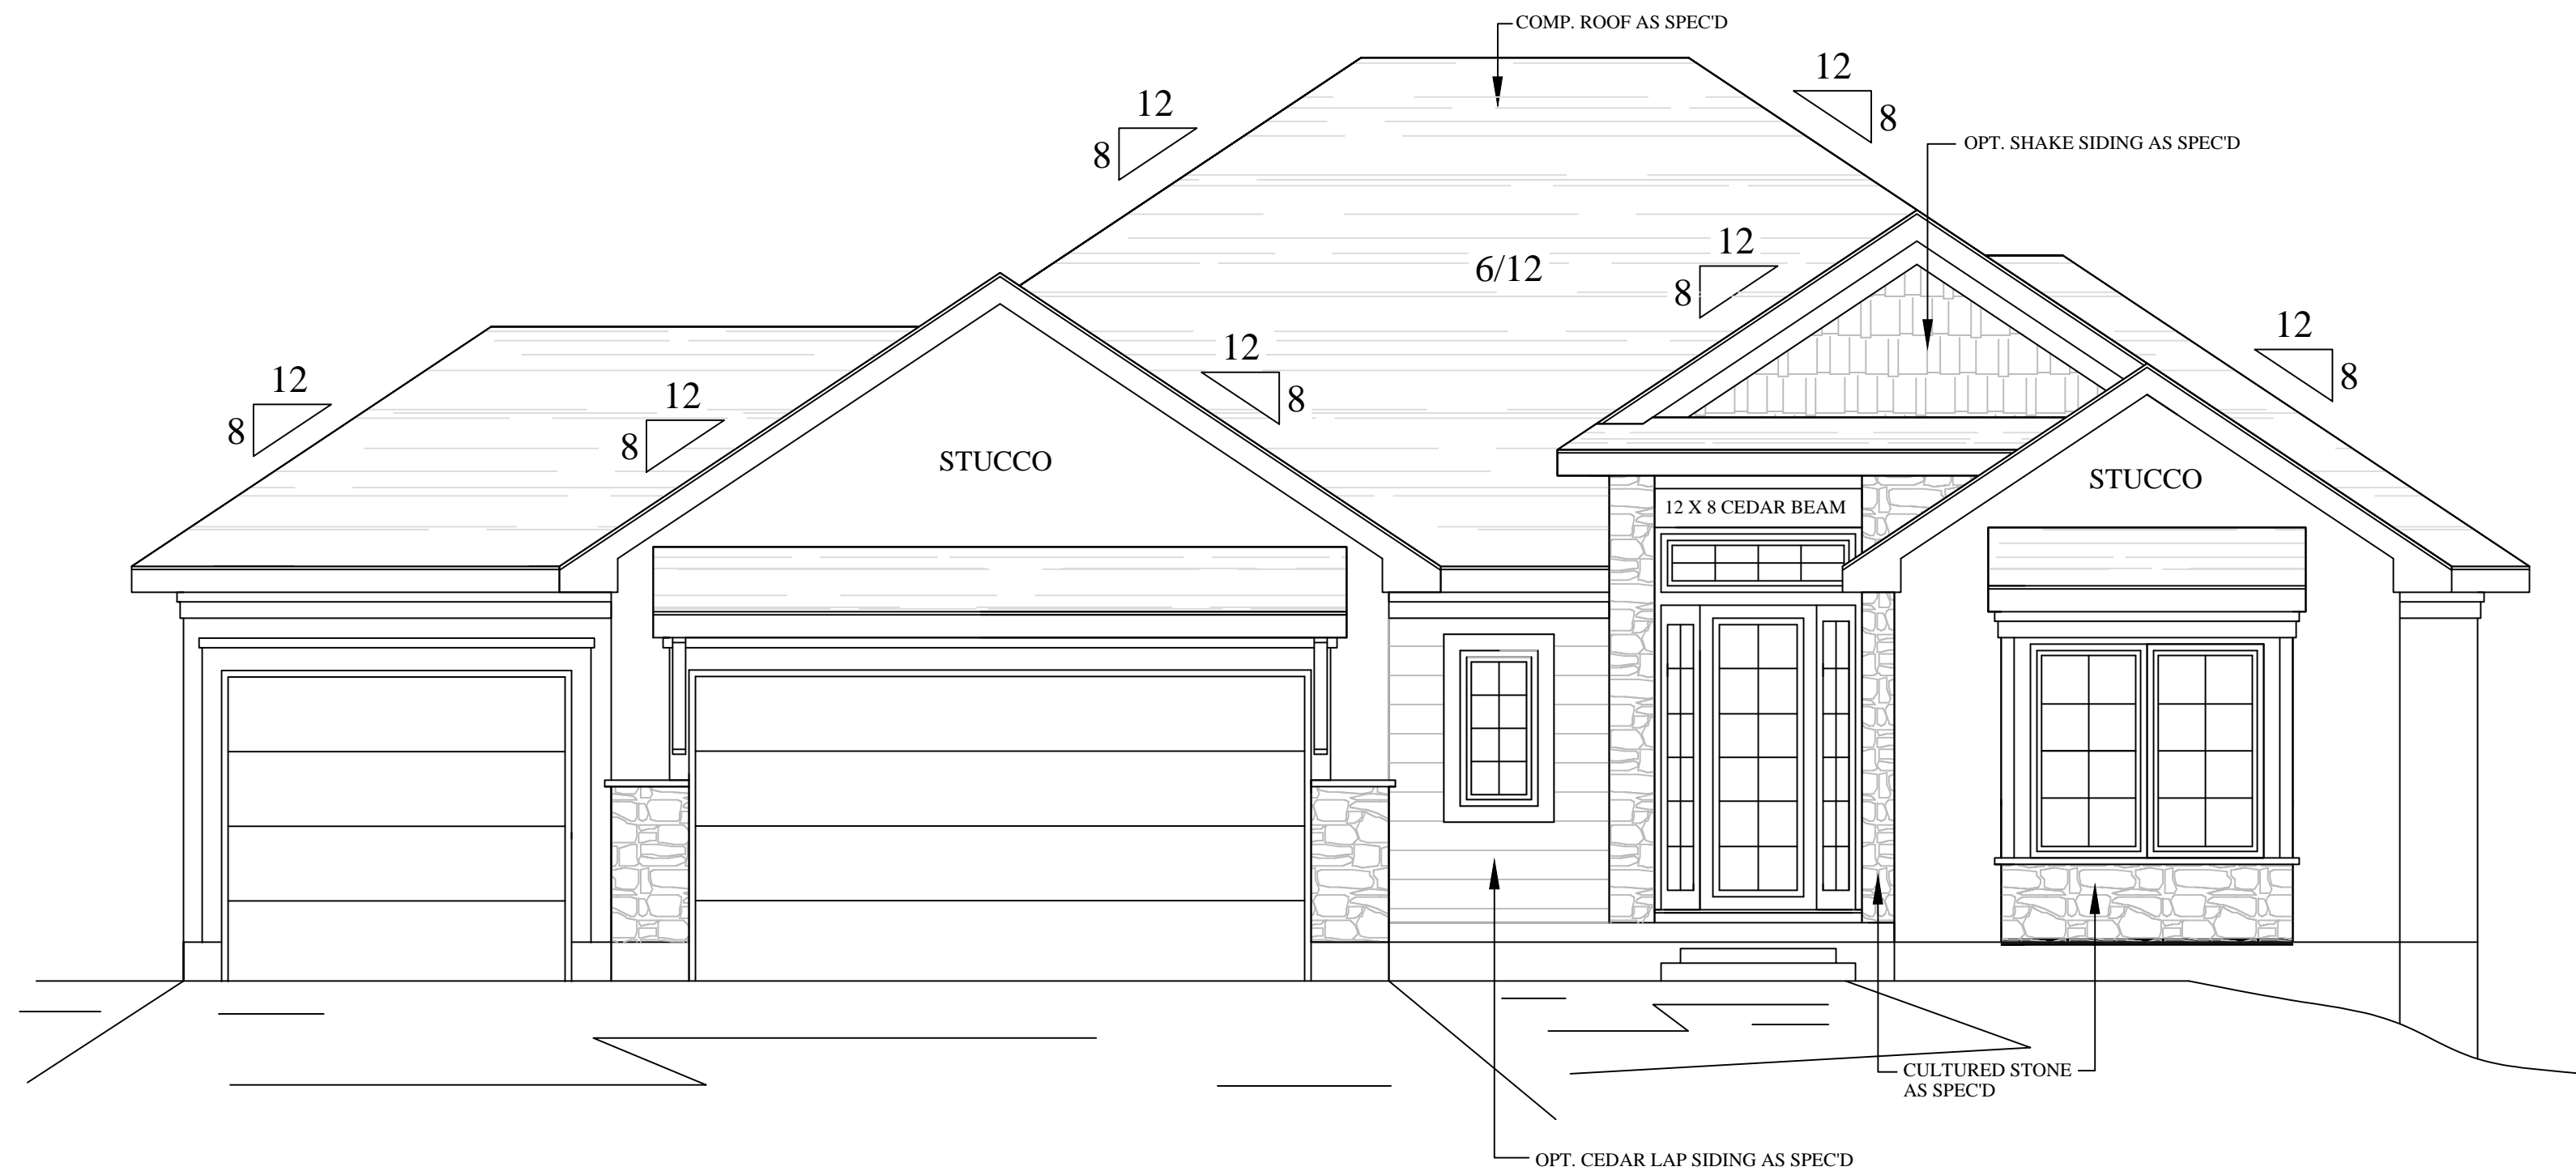 COMP. ROOF AS SPEC'D
12
8
12
8
OPT. SHAKE SIDING AS SPEC'D
12
8
6/12
12
8
12
8
12
8
12
8
STUCCO
STUCCO
12 X 8 CEDAR BEAM
CULTURED STONE
AS SPEC'D
OPT. CEDAR LAP SIDING AS SPEC'D